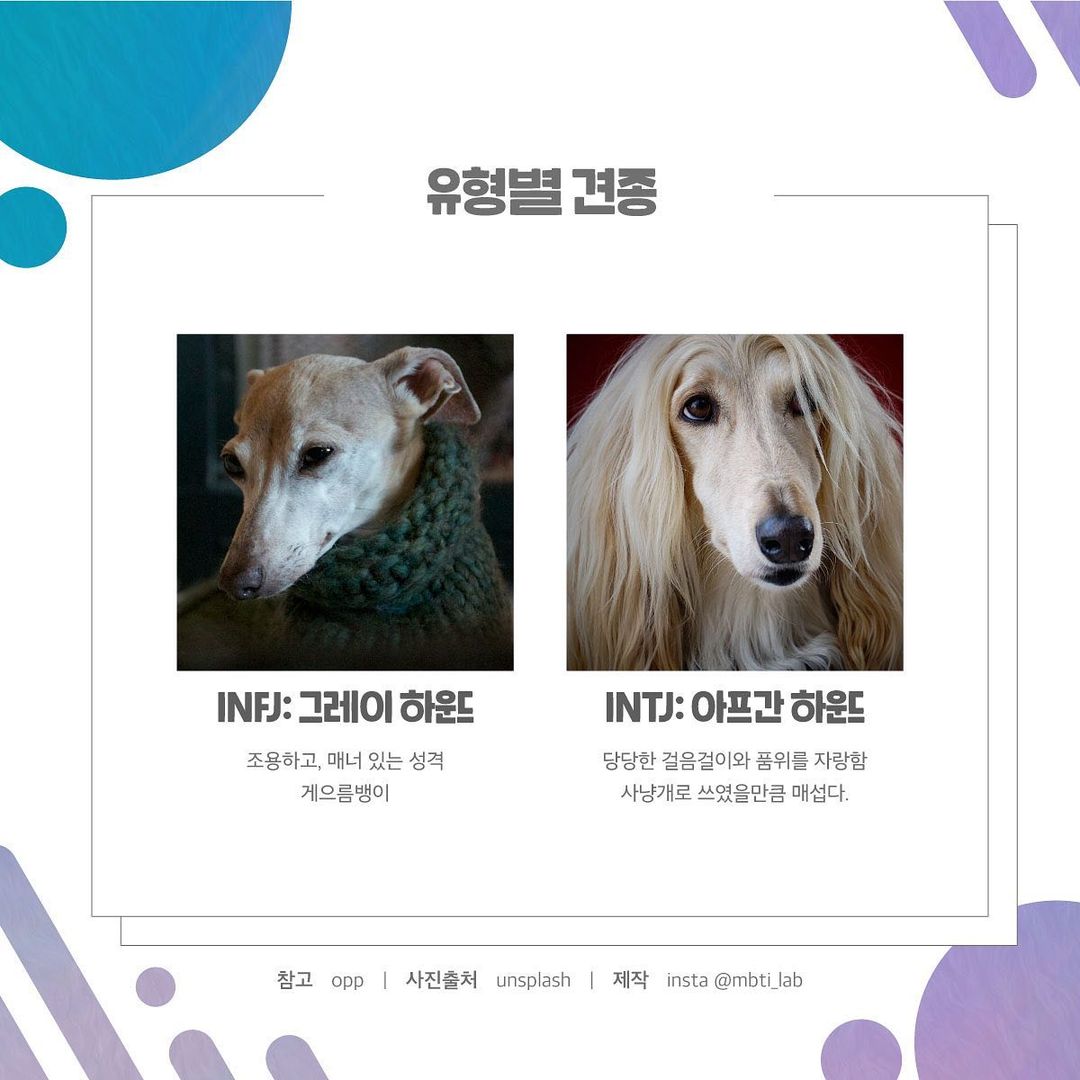 유형별 견종
INFJ: 그레이 하운드
조용하고, 매너 있는 성격
게으름뱅이
INTJ: 아프간 하운드
당당한 걸음걸이와 품위를 자랑함
사냥개로 쓰였을만큼 매섭다.
참고 opp | 사진출처 unsplash | 제작 insta @mbti_lab